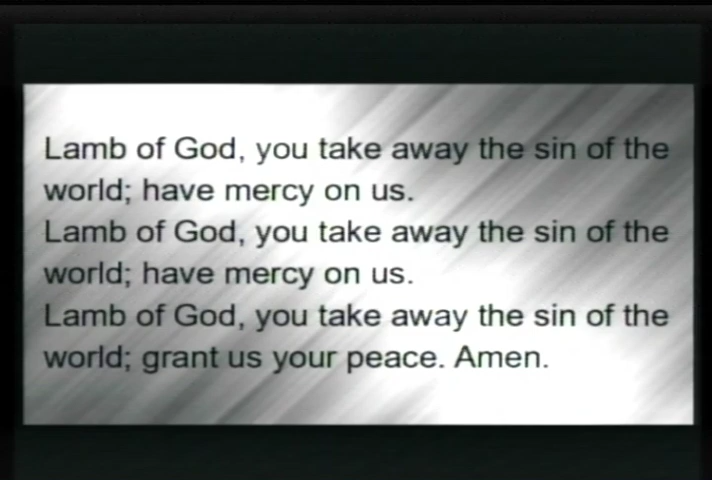 Lamb of God, you take away the sin of the
world; have mercy on us.
Lamb of God, you take away the sin of the
world; have mercy on us.
Lamb of God, you take away the sin of the
world; grant us your peace. Amen.